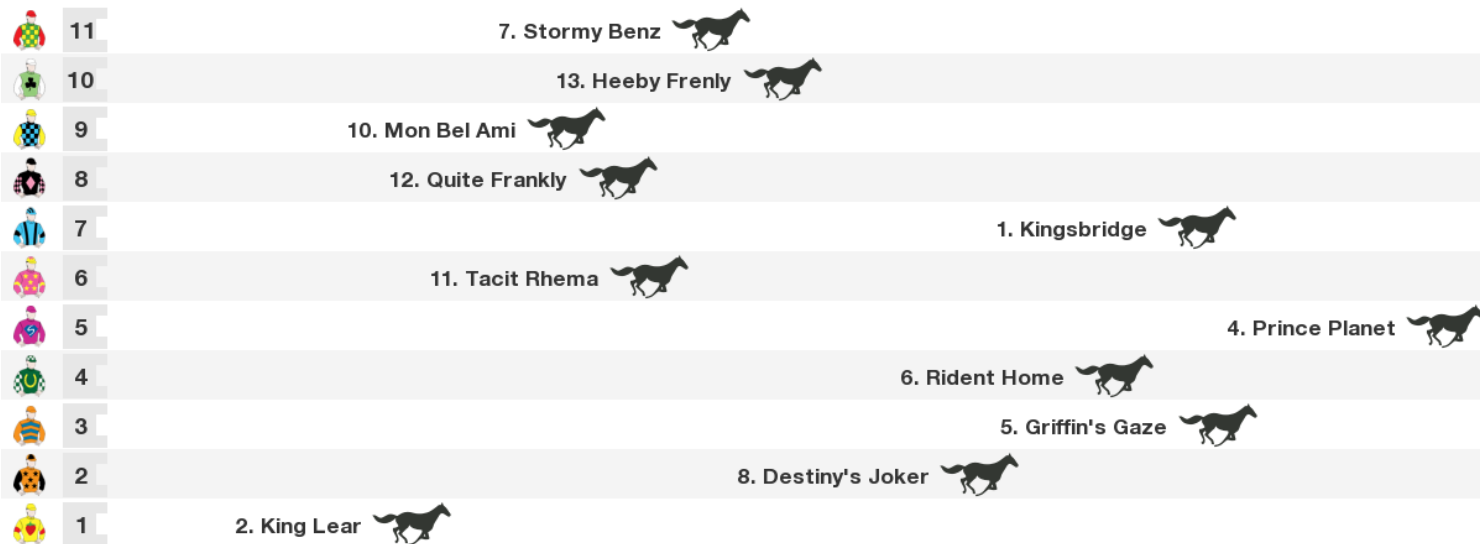 11 7. Stormy Benz
10 13. Heeby Frenly
9 10. Mon Bel Ami
8 12. Quite Frankly
7 1. Kingsbridge
6 11. Tacit Rhema
5 4. Prince Planet
4 6. Rident Home
3 5. Griffin's Gaze
2 8. Destiny's Joker
1 2. King Lear